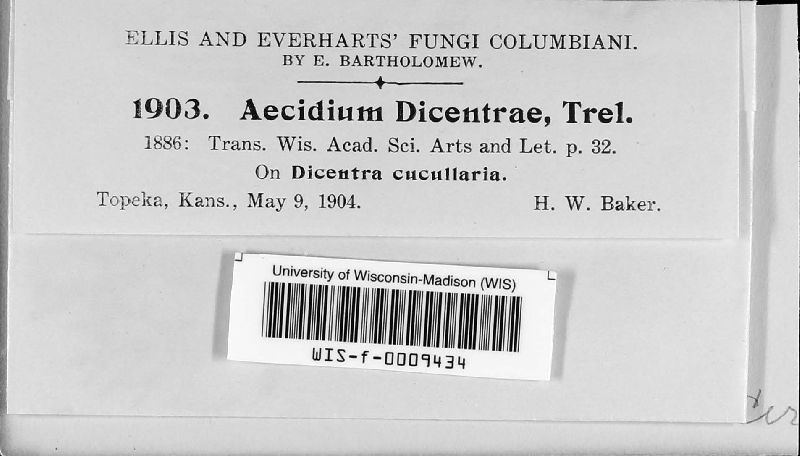 ELLIS AND EVERHARTS' FUNGI COLUMBIANI.
BY E. BARTHOLOMEW.
1903. Aecidium Dicentrae, Trel.
1886: Trans. Wis. Acad. Sci. Arts and Let. p. 32.
On Dicentra cucullaria.
Topeka, Kans., May 9, 1904. H. W. Baker.
University of Wisconsin-Madison (WIS)
WIS-f-0009434